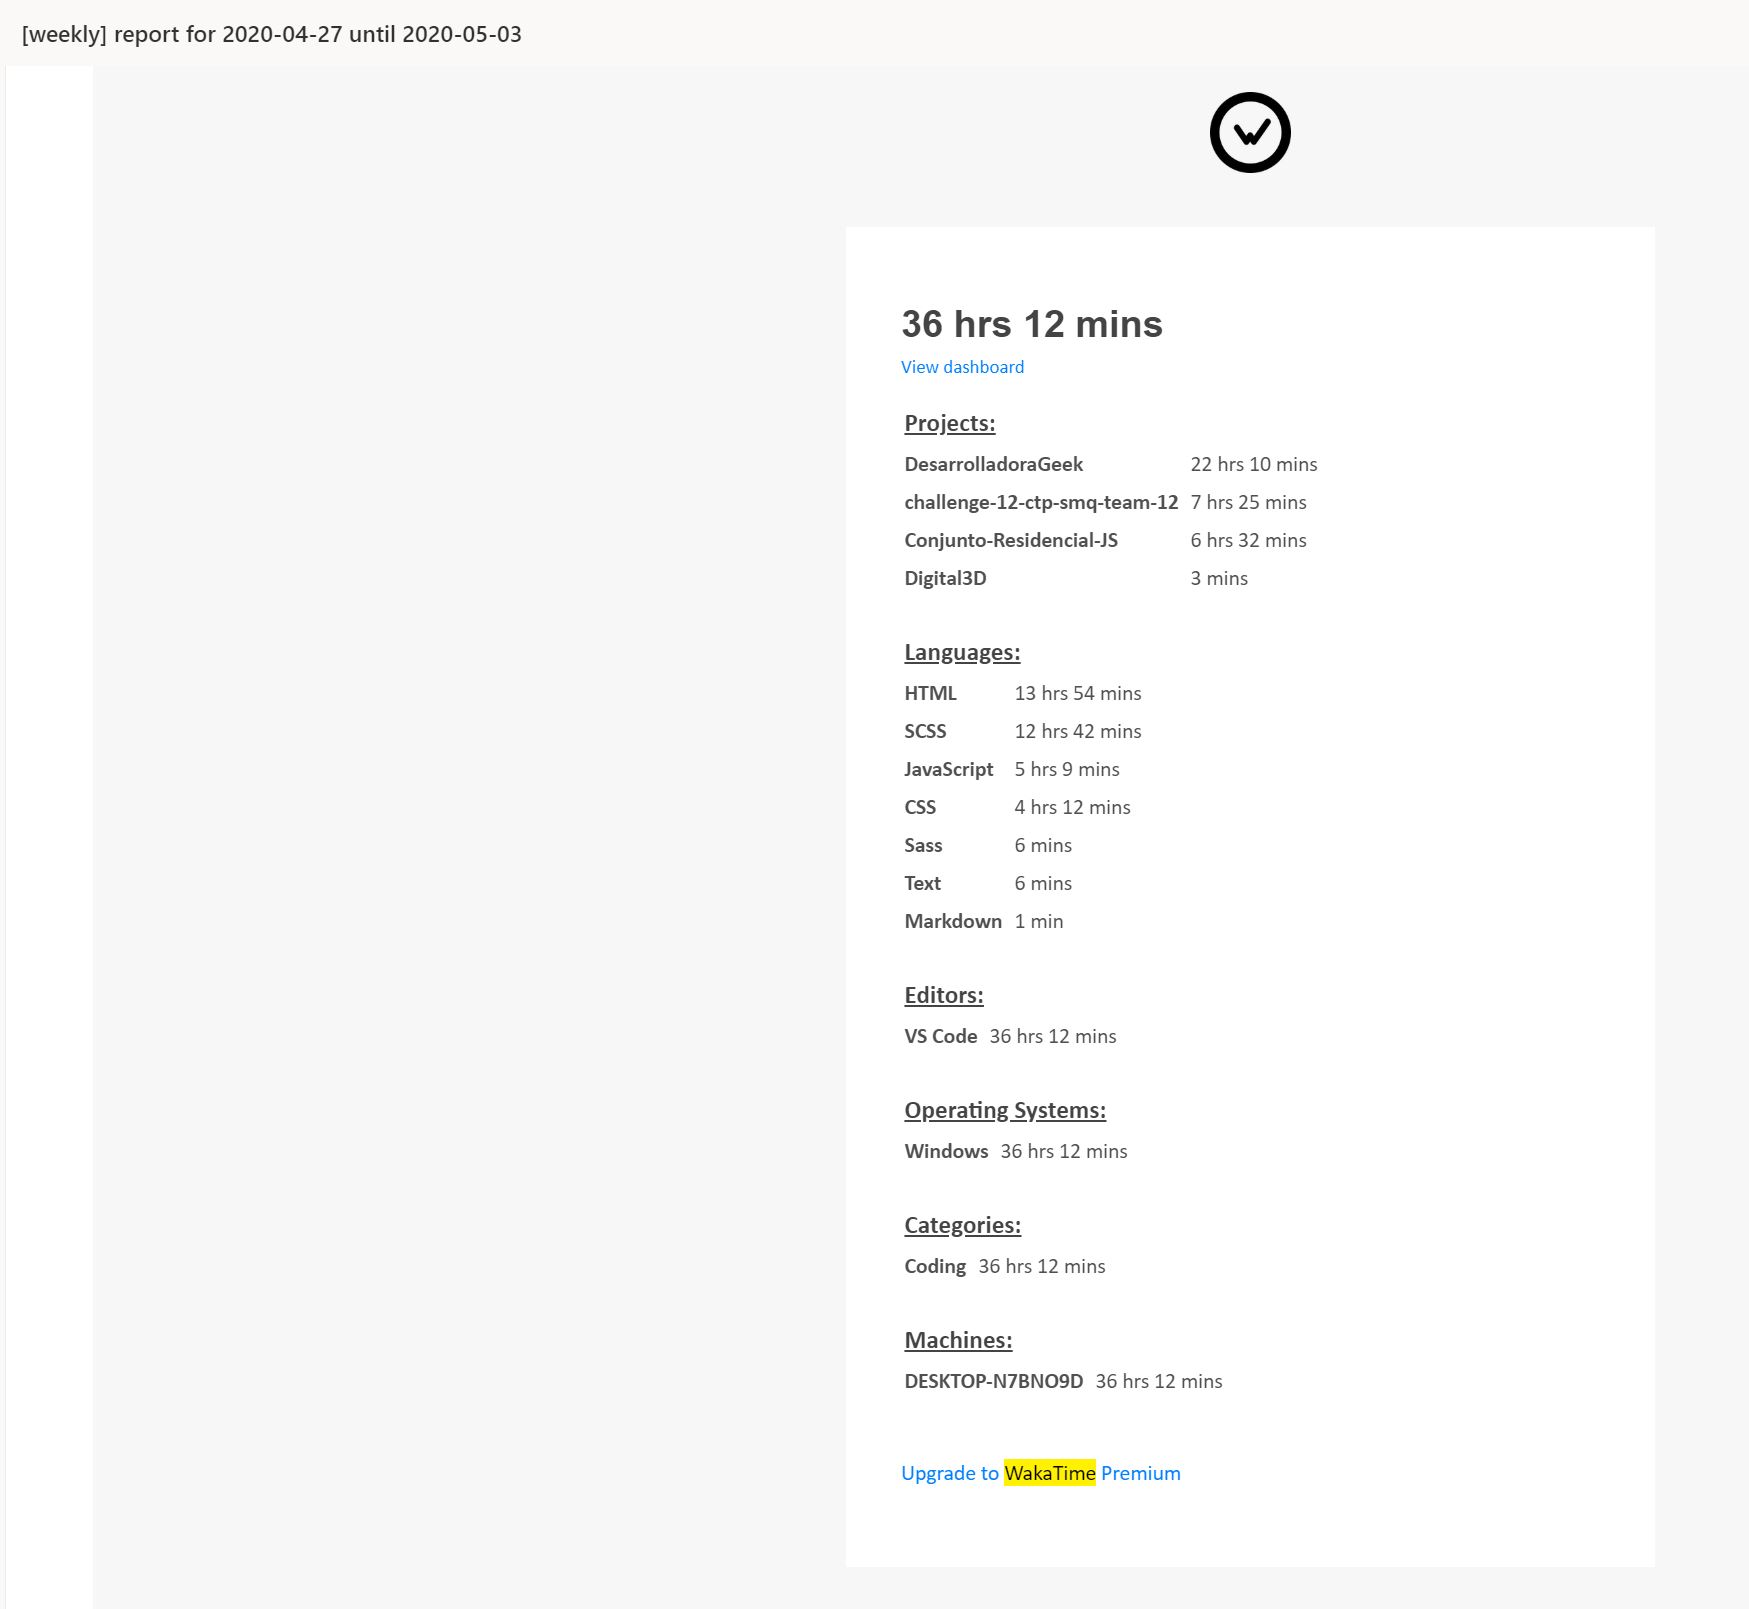 [weekly] report for 2020-04-27 until 2020-05-03
W
36 hrs 12 mins
View dashboard
Projects:
DesarrolladoraGeek 22 hrs 10 mins
challenge-12-ctp-smq-team-12 7 hrs 25 mins
Conjunto-Residencial-JS 6 hrs 32 mins
Digital3D 3 mins
Languages:
HTML 13 hrs 54 mins
SCSS 12 hrs 42 mins
JavaScript 5 hrs 9 mins
CSS 4 hrs 12 mins
Sass 6 mins
Text 6 mins
Markdown 1 min
Editors:
VS Code 36 hrs 12 mins
Operating Systems:
Windows 36 hrs 12 mins
Categories:
Coding 36 hrs 12 mins
Machines:
DESKTOP-N7BNO9D 36 hrs 12 mins
Upgrade to WakaTime Premium